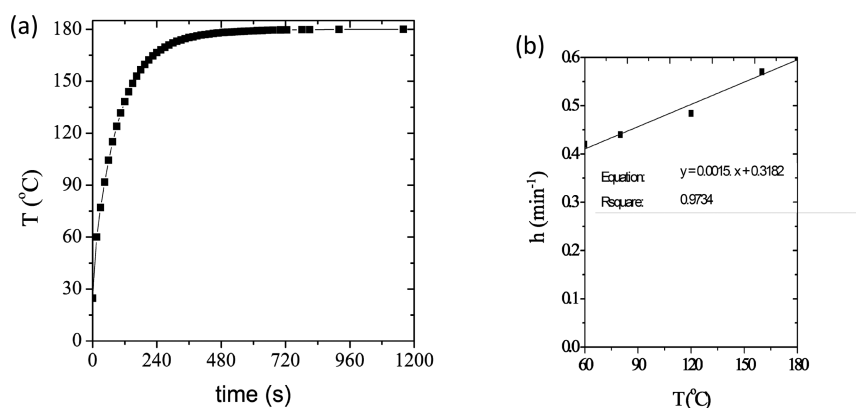 (a)
180
150
120
90
60
30
0
T (°C)
0 240 480 720 960 1200
time (s)
(b)
0.6
0.5
0.4
0.3
0.2
0.1
0.0
h (min⁻¹)
Equation: y = 0.0015. x + 0.3182
Rsquare: 0.9734
60 90 120 150 180
T(°C)